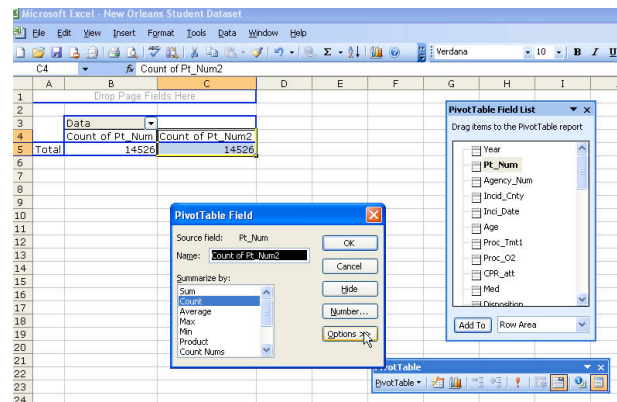 Microsoft Excel - New Orleans Student Dataset
File Edit View Insert Format Tools Data Window Help
Verdana 10 B I U
C4 fx Count of Pt_Num2
A B C D E F G H I
1 Drop Page Fields Here
2
3 Data
4 Count of Pt_Num Count of Pt_Num2
5 Total 14526 14526
6
7
8
9
10
11
12
13
14
15
16
17
18
19
20
21
22
23
24
PivotTable Field List
Drag items to the PivotTable report
Year
Pt_Num
Agency_Num
Incid_Cnty
Inci_Date
Age
Proc_Tmt1
Proc_O2
CPR_att
Med
Disposition
Add To Row Area
PivotTable Field
Source field: Pt_Num
Name: Count of Pt_Num2
Summarize by:
Sum
Count
Average
Max
Min
Product
Count Nums
OK
Cancel
Hide
Number...
Options >>
PivotTable
PivotTable